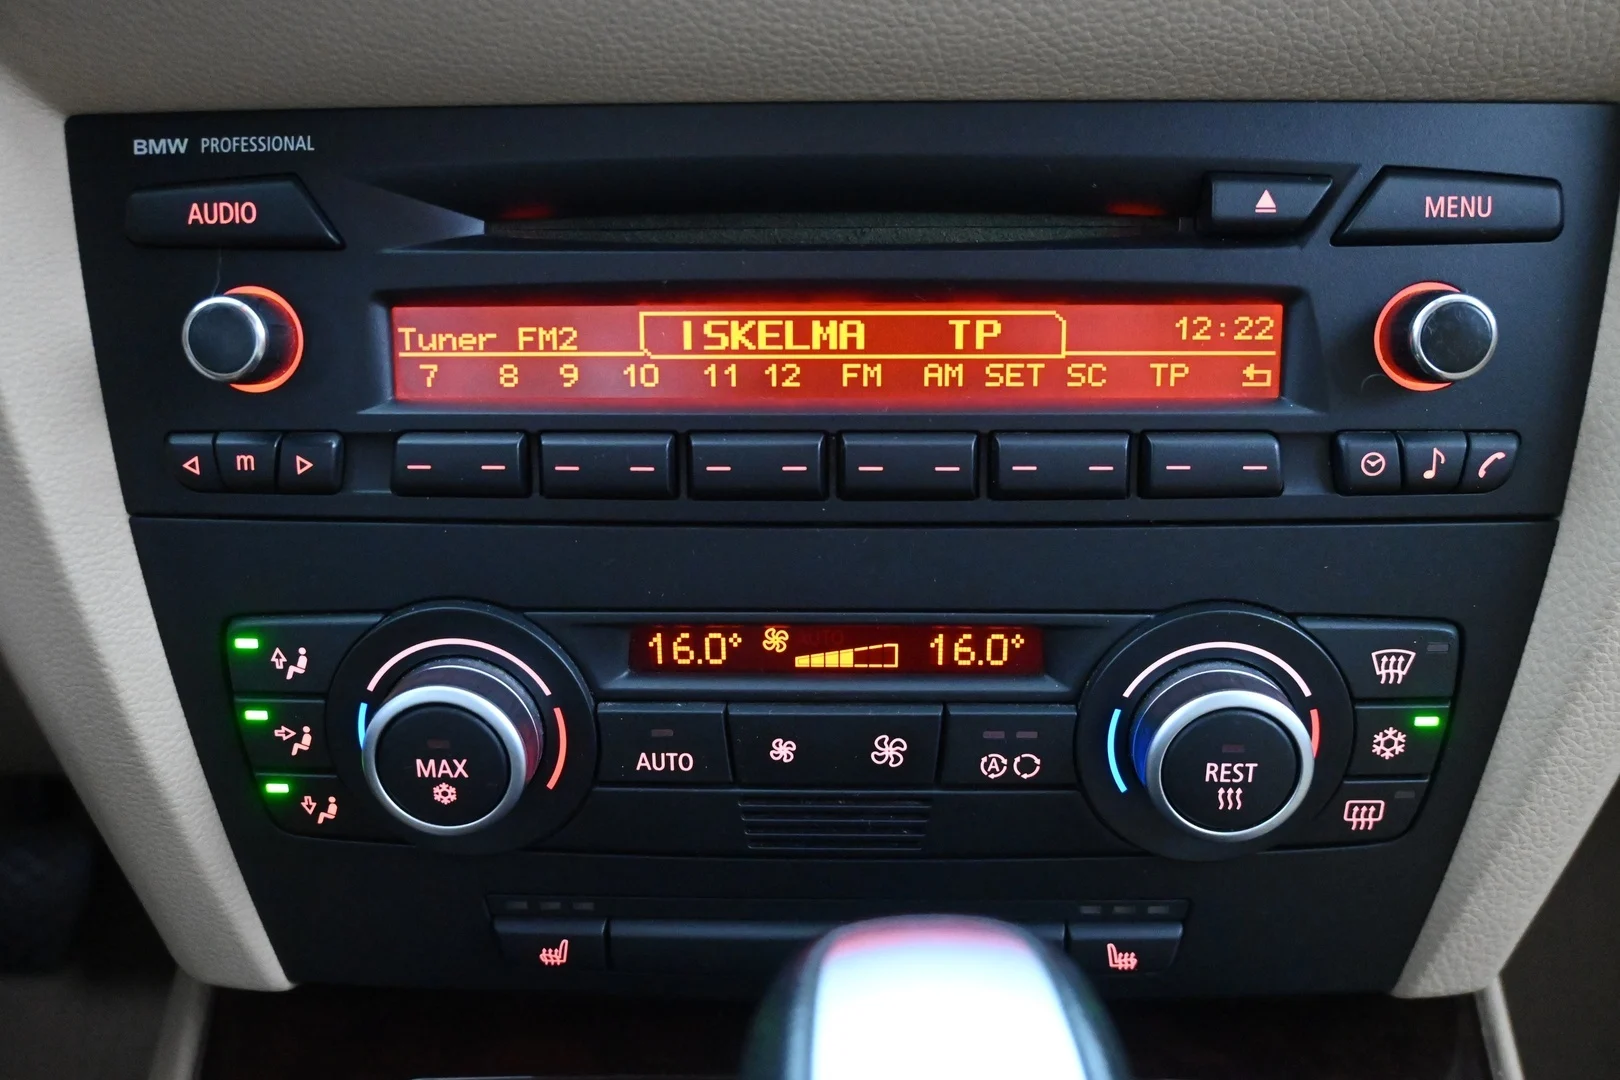 BMW PROFESSIONAL
AUDIO
MENU
Tuner FM2 ISKELMA TP 12:22
7 8 9 10 11 12 FM AM SET SC TP
m
16.0° AUTO 16.0°
MAX
AUTO
A
REST